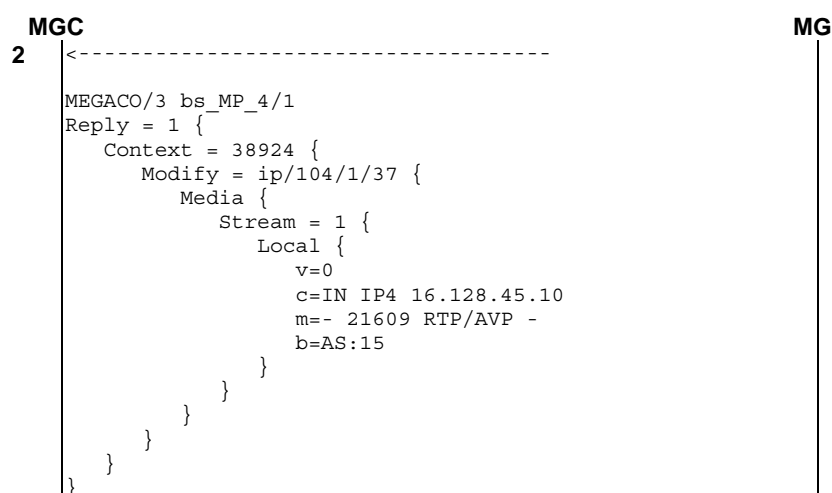 MGC MG
2 <-------------------------------------
MEGACO/3 bs_MP_4/1
Reply = 1 {
Context = 38924 {
Modify = ip/104/1/37 {
Media {
Stream = 1 {
Local {
v=0
c=IN IP4 16.128.45.10
m=- 21609 RTP/AVP -
b=AS:15
}
}
}
}
}
}